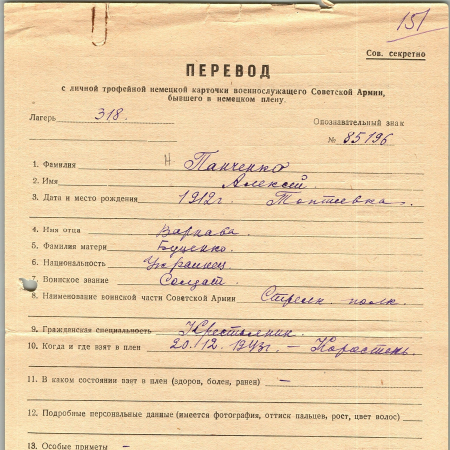 151
Сов. секретно
ПЕРЕВОД
с личной трофейной немецкой карточки военнослужащего Советской Армии,
бывшего в немецком плену
Лагерь 318.
Опознавательный знак
№ 85196
1. Фамилия Панченко
2. Имя Алексей.
3. Дата и место рождения 1912г. Топтиевка.
4. Имя отца Варнава.
5. Фамилия матери Буценко.
6. Национальность Украинец.
7. Воинское звание Солдат.
8. Наименование воинской части Советской Армии Стрелк. полк.
9. Гражданская специальность Крестьянин.
10. Когда и где взят в плен 20.12.1943г. – Коростень.
11. В каком состоянии взят в плен (здоров, болен, ранен) –
12. Подробные персональные данные (имеется фотография, оттиск пальцев, рост, цвет волос)
13. Особые приметы –